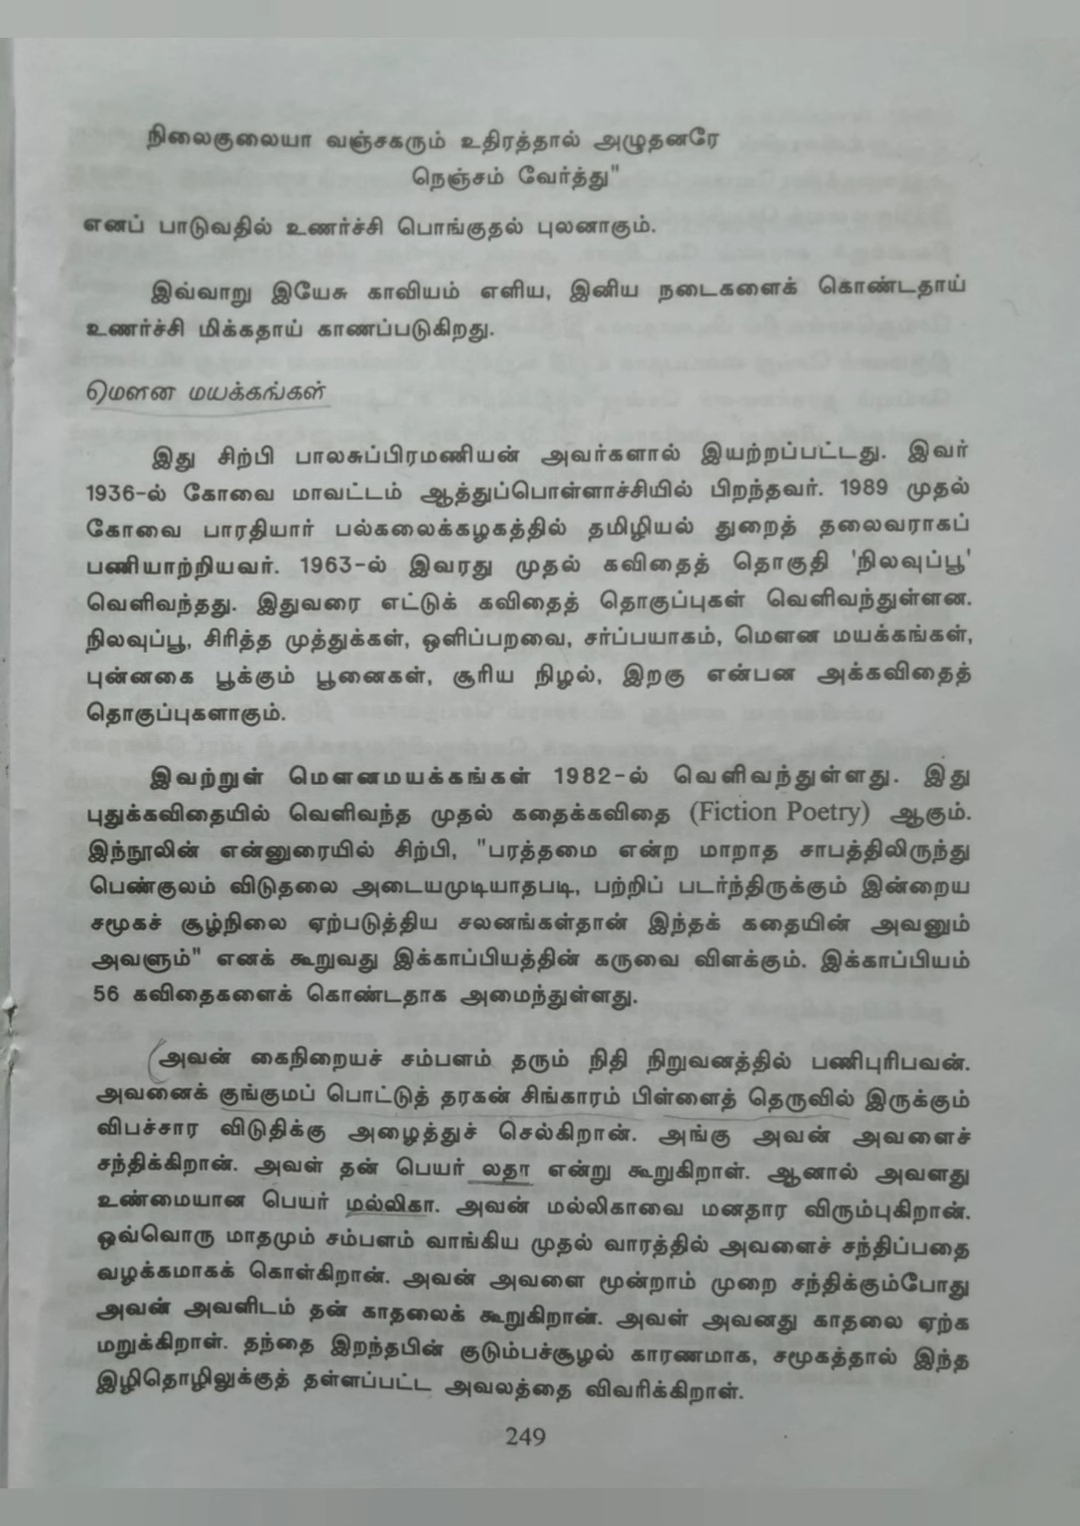 நிலைகுலையா வஞ்சகரும் உதிரத்தால் அழுதனரே
நெஞ்சம் வேர்த்து"
எனப் பாடுவதில் உணர்ச்சி பொங்குதல் புலனாகும்.
இவ்வாறு இயேசு காவியம் எளிய, இனிய நடைகளைக் கொண்டதாய்
உணர்ச்சி மிக்கதாய் காணப்படுகிறது.
மௌன மயக்கங்கள்
இது சிற்பி பாலசுப்பிரமணியன் அவர்களால் இயற்றப்பட்டது. இவர்
1936-ல் கோவை மாவட்டம் ஆத்துப்பொள்ளாச்சியில் பிறந்தவர். 1989 முதல்
கோவை பாரதியார் பல்கலைக்கழகத்தில் தமிழியல் துறைத் தலைவராகப்
பணியாற்றியவர். 1963-ல் இவரது முதல் கவிதைத் தொகுதி 'நிலவுப்பூ'
வெளிவந்தது. இதுவரை எட்டுக் கவிதைத் தொகுப்புகள் வெளிவந்துள்ளன.
நிலவுப்பூ, சிரித்த முத்துக்கள், ஒளிப்பறவை, சர்ப்பயாகம், மௌன மயக்கங்கள்,
புன்னகை பூக்கும் பூனைகள், சூரிய நிழல், இறகு என்பன அக்கவிதைத்
தொகுப்புகளாகும்.
இவற்றுள் மௌனமயக்கங்கள் 1982-ல் வெளிவந்துள்ளது. இது
புதுக்கவிதையில் வெளிவந்த முதல் கதைக்கவிதை (Fiction Poetry) ஆகும்.
இந்நூலின் என்னுரையில் சிற்பி, "பரத்தமை என்ற மாறாத சாபத்திலிருந்து
பெண்குலம் விடுதலை அடையமுடியாதபடி, பற்றிப் படர்ந்திருக்கும் இன்றைய
சமூகச் சூழ்நிலை ஏற்படுத்திய சலனங்கள்தான் இந்தக் கதையின் அவனும்
அவளும்" எனக் கூறுவது இக்காப்பியத்தின் கருவை விளக்கும். இக்காப்பியம்
56 கவிதைகளைக் கொண்டதாக அமைந்துள்ளது.
அவன் கைநிறையச் சம்பளம் தரும் நிதி நிறுவனத்தில் பணிபுரிபவன்.
அவனைக் குங்குமப் பொட்டுத் தரகன் சிங்காரம் பிள்ளைத் தெருவில் இருக்கும்
விபச்சார விடுதிக்கு அழைத்துச் செல்கிறான். அங்கு அவன் அவளைச்
சந்திக்கிறான். அவள் தன் பெயர் லதா என்று கூறுகிறாள். ஆனால் அவளது
உண்மையான பெயர் மல்லிகா. அவன் மல்லிகாவை மனதார விரும்புகிறான்.
ஒவ்வொரு மாதமும் சம்பளம் வாங்கிய முதல் வாரத்தில் அவளைச் சந்திப்பதை
வழக்கமாகக் கொள்கிறான். அவன் அவளை மூன்றாம் முறை சந்திக்கும்போது
அவன் அவளிடம் தன் காதலைக் கூறுகிறான். அவள் அவனது காதலை ஏற்க
மறுக்கிறாள். தந்தை இறந்தபின் குடும்பச்சூழல் காரணமாக, சமூகத்தால் இந்த
இழிதொழிலுக்குத் தள்ளப்பட்ட அவலத்தை விவரிக்கிறாள்.
249